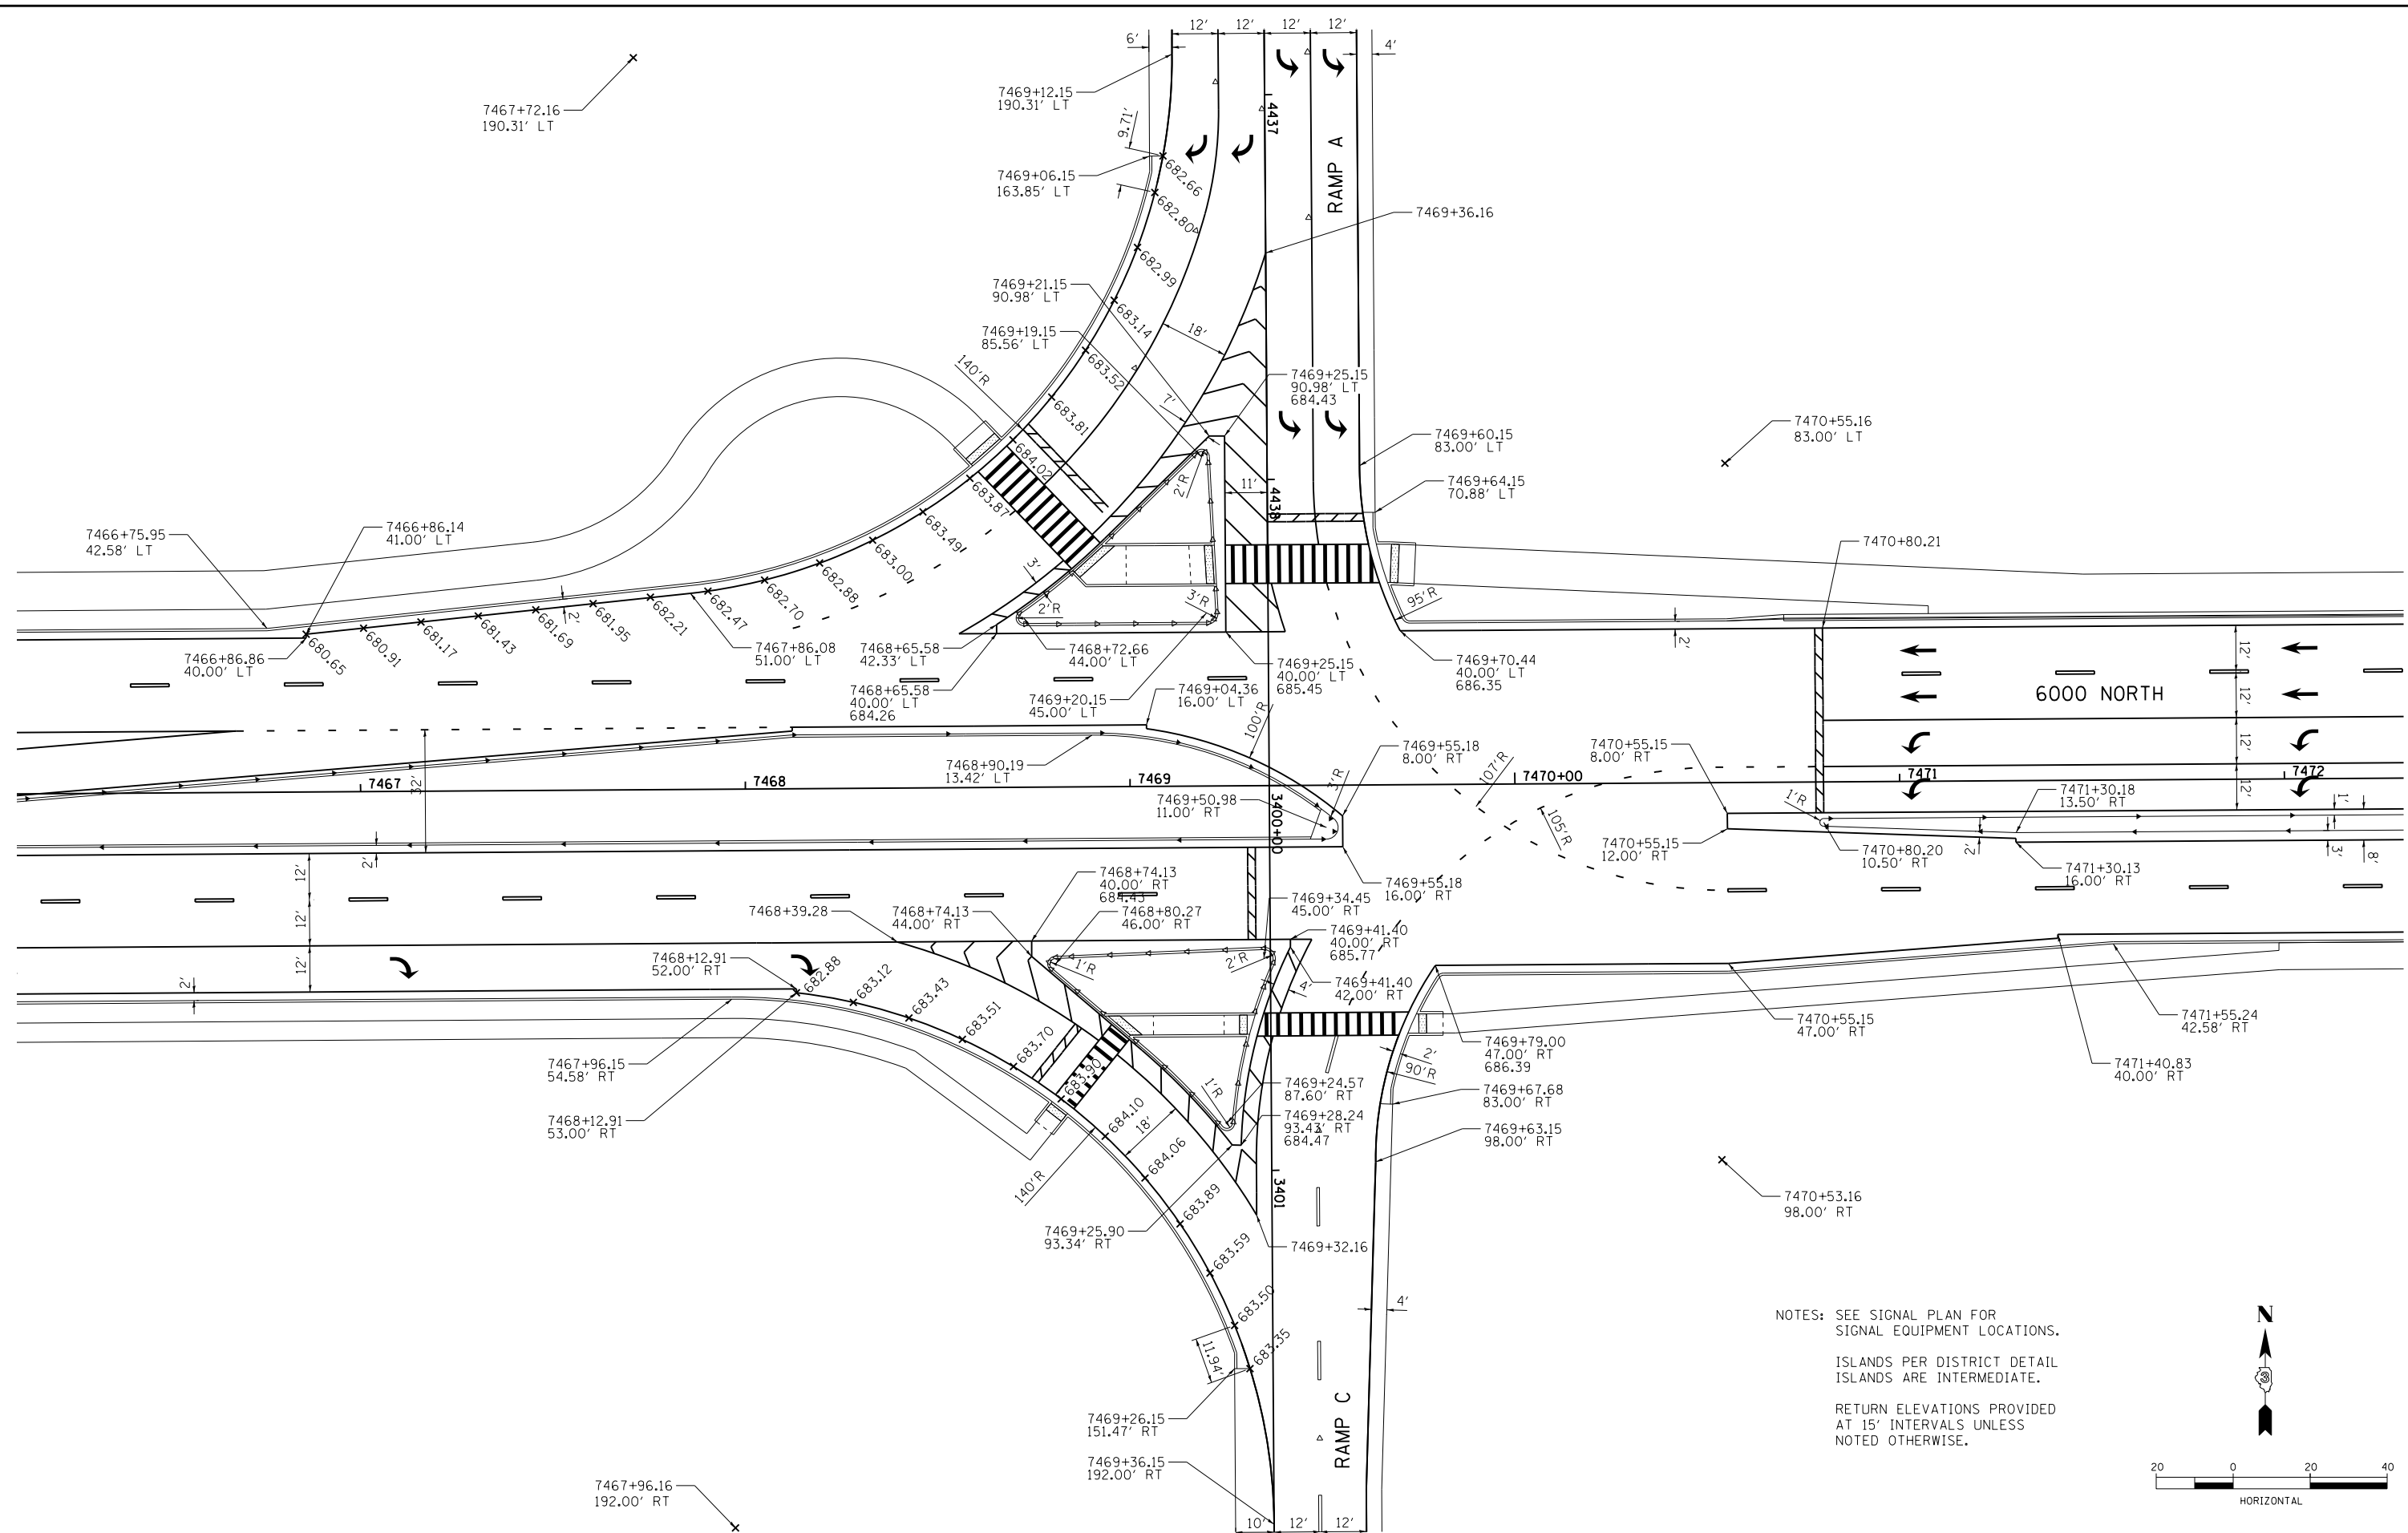 12′ 12′ 12′ 12′
6′
4′
7467+72.16
190.31′ LT
7469+12.15
190.31′ LT
9.71′
4437
RAMP A
7469+06.15
163.85′ LT
682.66
682.80
7469+36.16
682.99
7469+21.15
90.98′ LT
683.14
18′
7469+19.15
85.56′ LT
683.52
140′R
7469+25.15
90.98′ LT
684.43
7′
683.81
7470+55.16
83.00′ LT
7469+60.15
83.00′ LT
684.02
2′R
11′
4438
7469+64.15
70.88′ LT
683.87
7466+75.95
42.58′ LT
7466+86.14
41.00′ LT
683.49
683.00
7470+80.21
682.88
3′
682.70
2′R
3′R
95′R
682.47
682.21
681.95
2′
681.69
681.43
681.17
680.91
680.65
2′
7466+86.86
40.00′ LT
7467+86.08
51.00′ LT
7468+65.58
42.33′ LT
7468+72.66
44.00′ LT
7469+25.15
40.00′ LT
685.45
7469+70.44
40.00′ LT
686.35
12′
7468+65.58
40.00′ LT
684.26
7469+20.15
45.00′ LT
7469+04.36
16.00′ LT
6000 NORTH
12′
100′R
12′
7468+90.19
13.42′ LT
7469+55.18
8.00′ RT
7470+55.15
8.00′ RT
107′R
3′R
32′
7467
7468
7469
7470+00
7471
7472
12′
7469+50.98
11.00′ RT
3400+00
105′R
1′R
7471+30.18
13.50′ RT
1′
7470+55.15
12.00′ RT
7470+80.20
10.50′ RT
2′
3′
8′
2′
12′
7468+74.13
40.00′ RT
684.43
7469+55.18
16.00′ RT
7471+30.13
16.00′ RT
12′
7468+39.28
7468+74.13
44.00′ RT
7468+80.27
46.00′ RT
7469+34.45
45.00′ RT
7469+41.40
40.00′ RT
685.77
12′
7468+12.91
52.00′ RT
682.88
1′R
2′R
4′
7469+41.40
42.00′ RT
2′
683.12
683.43
683.51
683.70
683.90
7470+55.15
47.00′ RT
7471+55.24
42.58′ RT
7467+96.15
54.58′ RT
7469+79.00
47.00′ RT
686.39
2′
90′R
7471+40.83
40.00′ RT
7468+12.91
53.00′ RT
1′R
7469+24.57
87.60′ RT
7469+67.68
83.00′ RT
684.10
18′
7469+28.24
93.43′ RT
684.47
7469+63.15
98.00′ RT
684.06
140′R
3401
683.89
7470+53.16
98.00′ RT
7469+25.90
93.34′ RT
7469+32.16
683.59
683.50
4′
683.35
11.94′
NOTES: SEE SIGNAL PLAN FOR
SIGNAL EQUIPMENT LOCATIONS.
ISLANDS PER DISTRICT DETAIL
ISLANDS ARE INTERMEDIATE.
RETURN ELEVATIONS PROVIDED
AT 15′ INTERVALS UNLESS
NOTED OTHERWISE.
N
3
7469+26.15
151.47′ RT
RAMP C
7469+36.15
192.00′ RT
7467+96.16
192.00′ RT
10′ 12′ 12′
20 0 20 40
HORIZONTAL